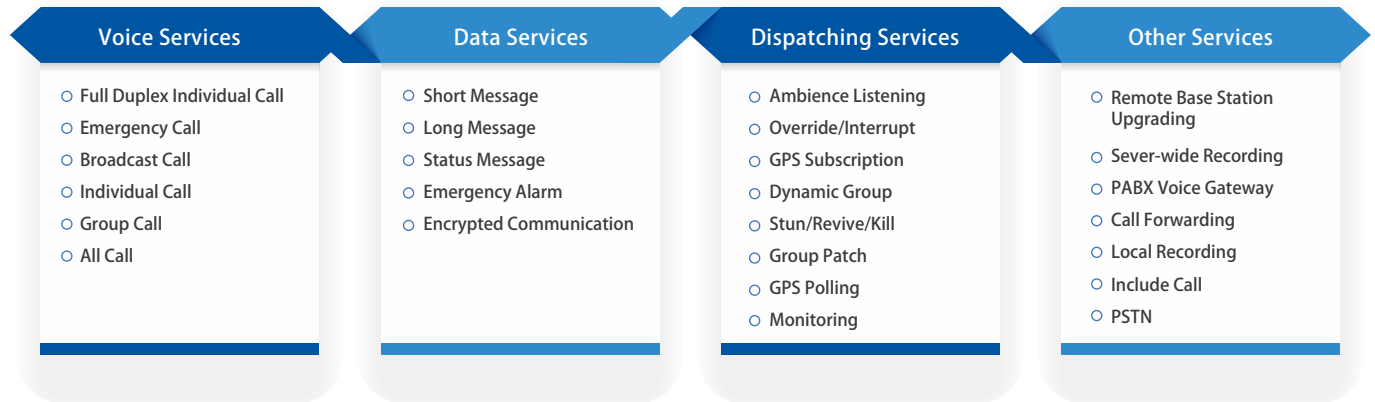 Voice Services
Full Duplex Individual Call
Emergency Call
Broadcast Call
Individual Call
Group Call
All Call
Data Services
Short Message
Long Message
Status Message
Emergency Alarm
Encrypted Communication
Dispatching Services
Ambience Listening
Override/Interrupt
GPS Subscription
Dynamic Group
Stun/Revive/Kill
Group Patch
GPS Polling
Monitoring
Other Services
Remote Base Station
Upgrading
Sever-wide Recording
PABX Voice Gateway
Call Forwarding
Local Recording
Include Call
PSTN